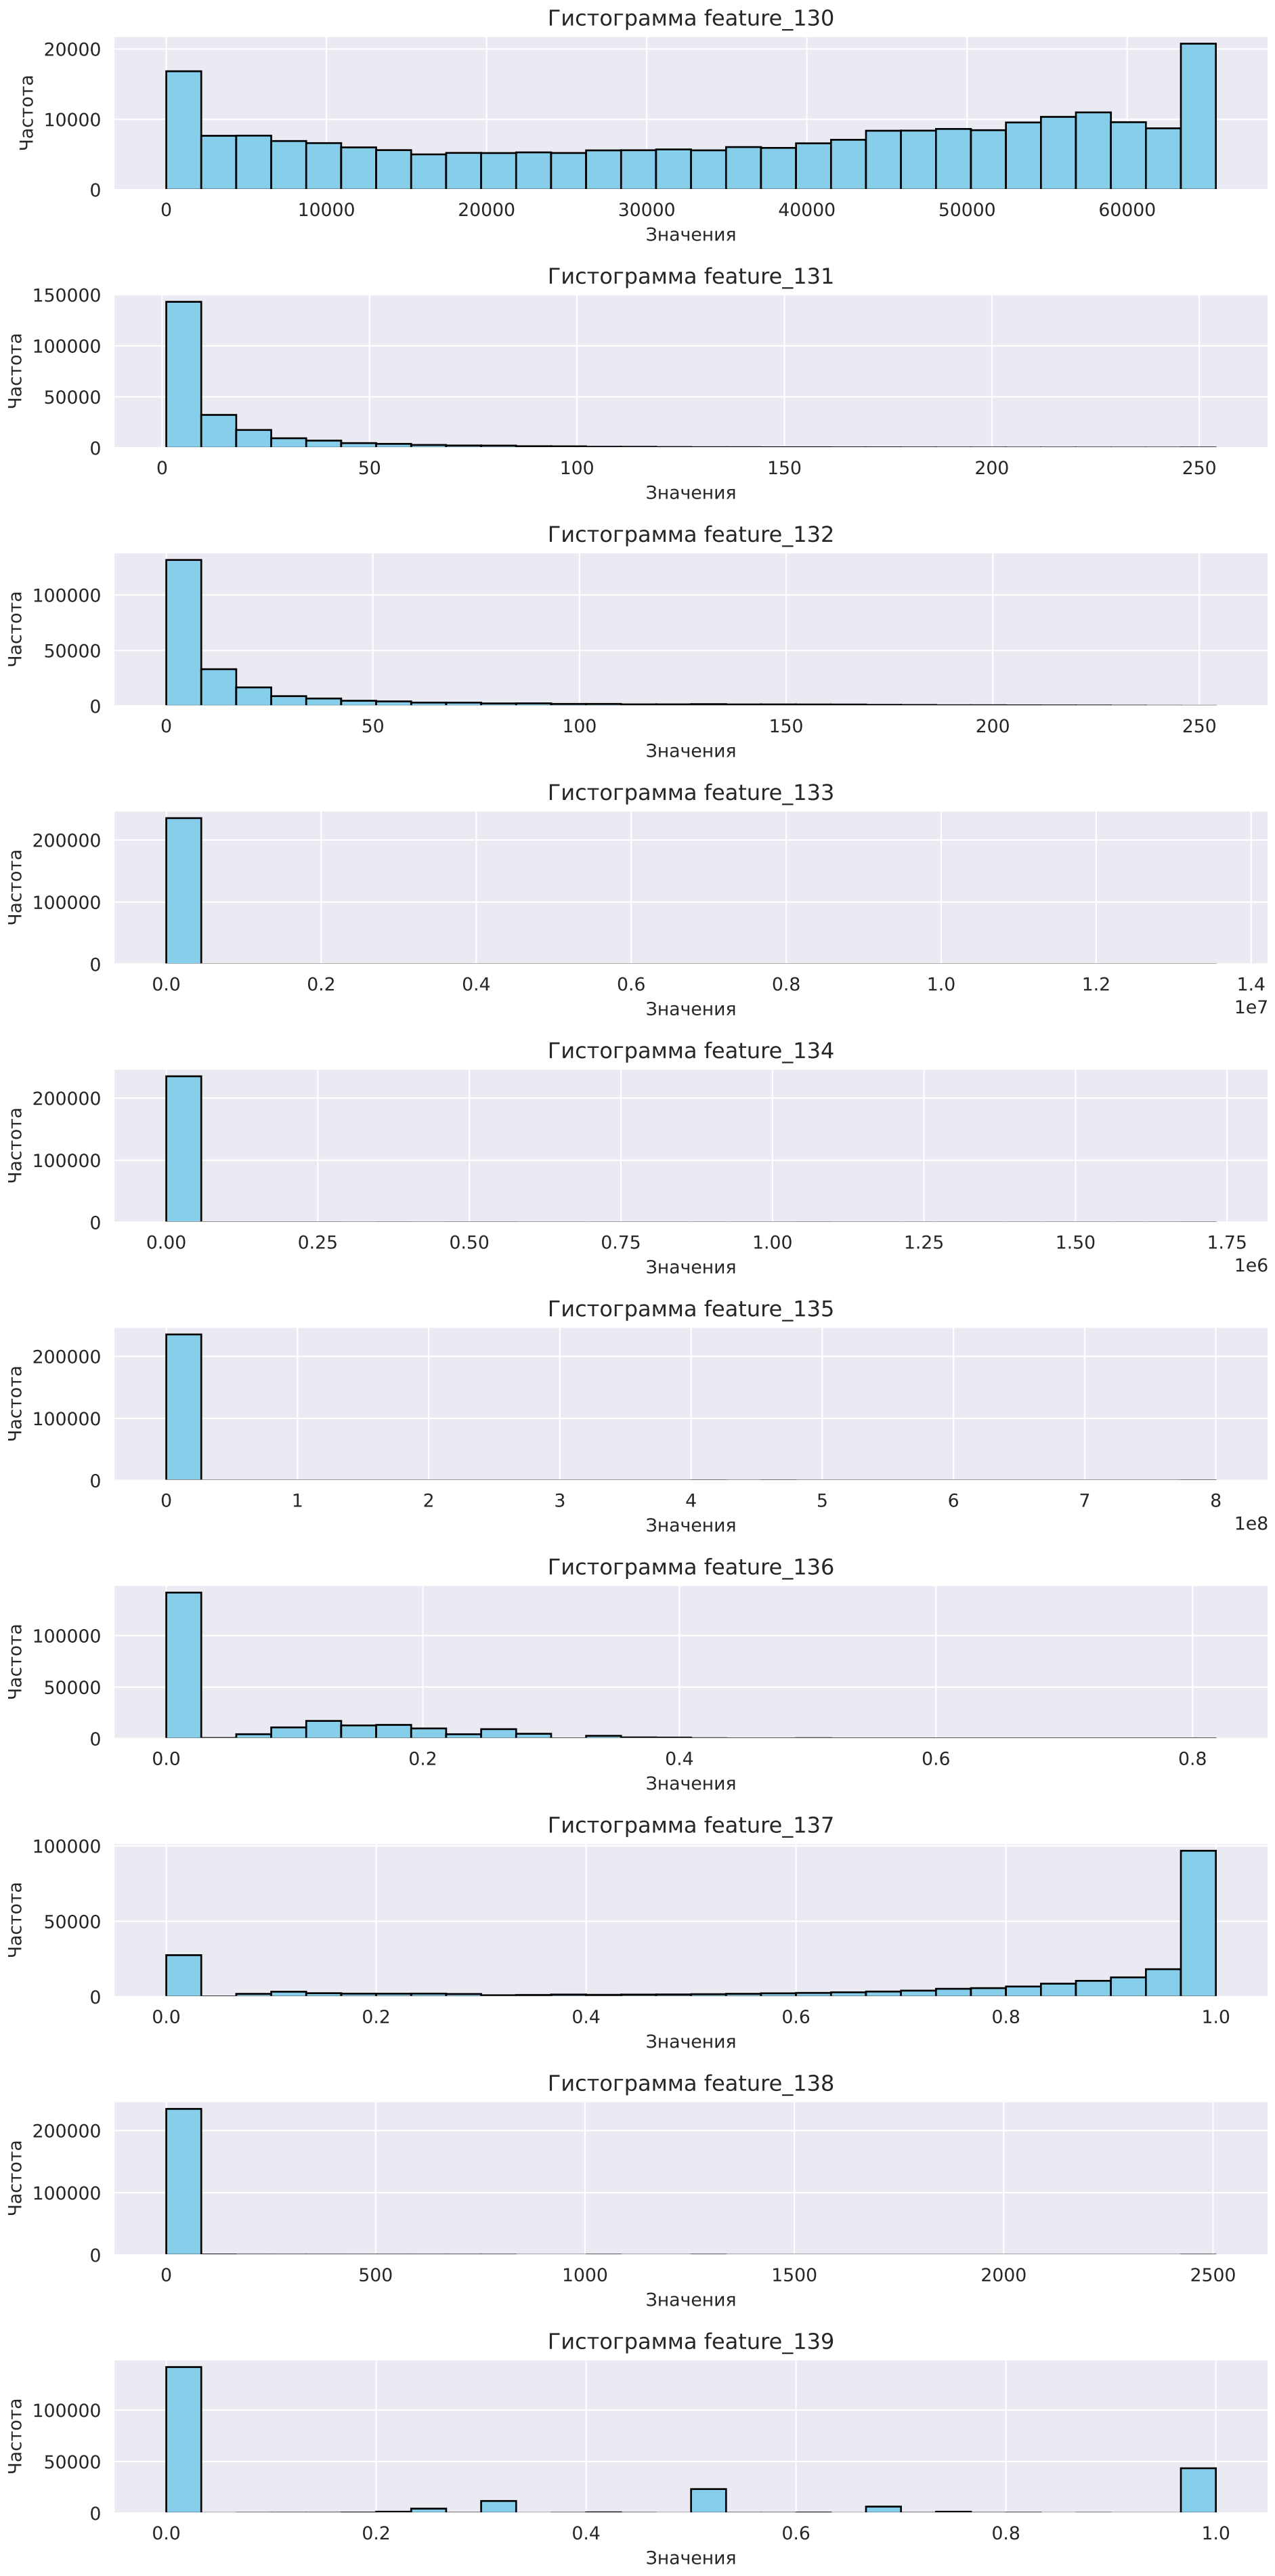 Гистограмма feature_130
Частота
20000
10000
0
0 10000 20000 30000 40000 50000 60000
Значения
Гистограмма feature_131
Частота
150000
100000
50000
0
0 50 100 150 200 250
Значения
Гистограмма feature_132
Частота
100000
50000
0
0 50 100 150 200 250
Значения
Гистограмма feature_133
Частота
200000
100000
0
0.0 0.2 0.4 0.6 0.8 1.0 1.2 1.4
1e7
Значения
Гистограмма feature_134
Частота
200000
100000
0
0.00 0.25 0.50 0.75 1.00 1.25 1.50 1.75
1e6
Значения
Гистограмма feature_135
Частота
200000
100000
0
0 1 2 3 4 5 6 7 8
1e8
Значения
Гистограмма feature_136
Частота
100000
50000
0
0.0 0.2 0.4 0.6 0.8
Значения
Гистограмма feature_137
Частота
100000
50000
0
0.0 0.2 0.4 0.6 0.8 1.0
Значения
Гистограмма feature_138
Частота
200000
100000
0
0 500 1000 1500 2000 2500
Значения
Гистограмма feature_139
Частота
100000
50000
0
0.0 0.2 0.4 0.6 0.8 1.0
Значения